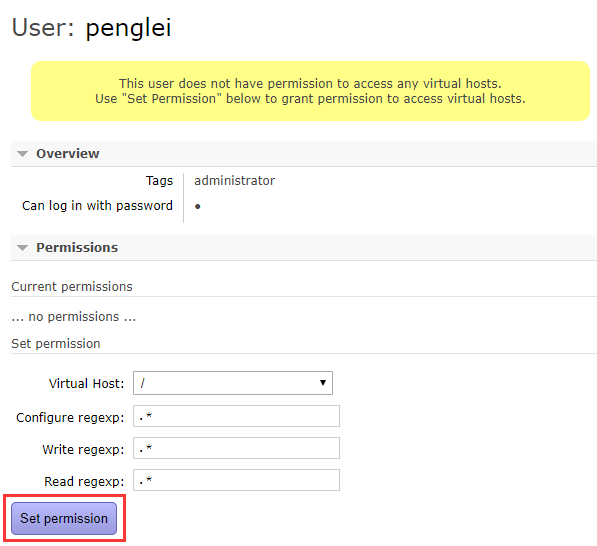 User: penglei
This user does not have permission to access any virtual hosts.
Use "Set Permission" below to grant permission to access virtual hosts.
Overview
Tags administrator
Can log in with password ●
Permissions
Current permissions
... no permissions ...
Set permission
Virtual Host: /
Configure regexp: .*
Write regexp: .*
Read regexp: .*
Set permission